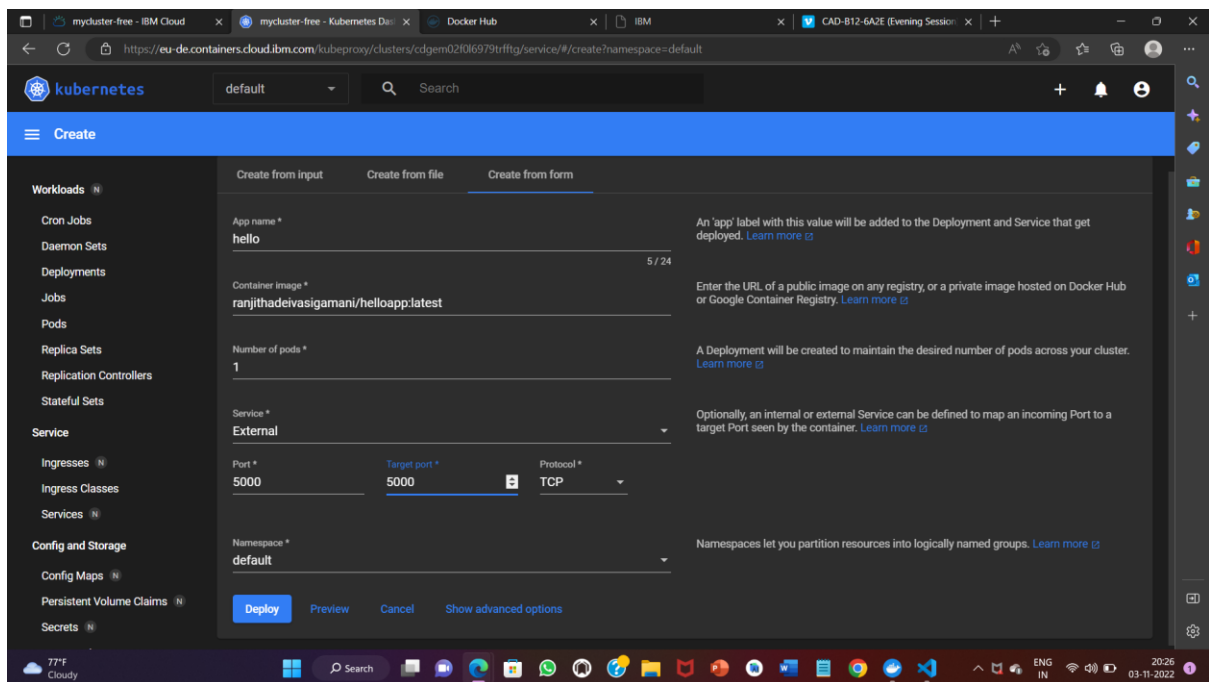 mycluster-free - IBM Cloud
mycluster-free - Kubernetes Das
Docker Hub
IBM
CAD-B12-6A2E (Evening Session
https://eu-de.containers.cloud.ibm.com/kubeproxy/clusters/cdgem02f0l6979trfftg/service/#/create?namespace=default
kubernetes
default
Search
Create
Create from input
Create from file
Create from form
Workloads N
Cron Jobs
Daemon Sets
Deployments
Jobs
Pods
Replica Sets
Replication Controllers
Stateful Sets
Service
Ingresses N
Ingress Classes
Services N
Config and Storage
Config Maps N
Persistent Volume Claims N
Secrets N
App name *
hello
5 / 24
An 'app' label with this value will be added to the Deployment and Service that get
deployed. Learn more
Container image *
ranjithadeivasigamani/helloapp:latest
Enter the URL of a public image on any registry, or a private image hosted on Docker Hub
or Google Container Registry. Learn more
Number of pods *
1
A Deployment will be created to maintain the desired number of pods across your cluster.
Learn more
Service *
External
Optionally, an internal or external Service can be defined to map an incoming Port to a
target Port seen by the container. Learn more
Port *
5000
Target port *
5000
Protocol *
TCP
Namespace *
default
Namespaces let you partition resources into logically named groups. Learn more
Deploy
Preview
Cancel
Show advanced options
77°F
Cloudy
Search
ENG
IN
20:26
03-11-2022
1